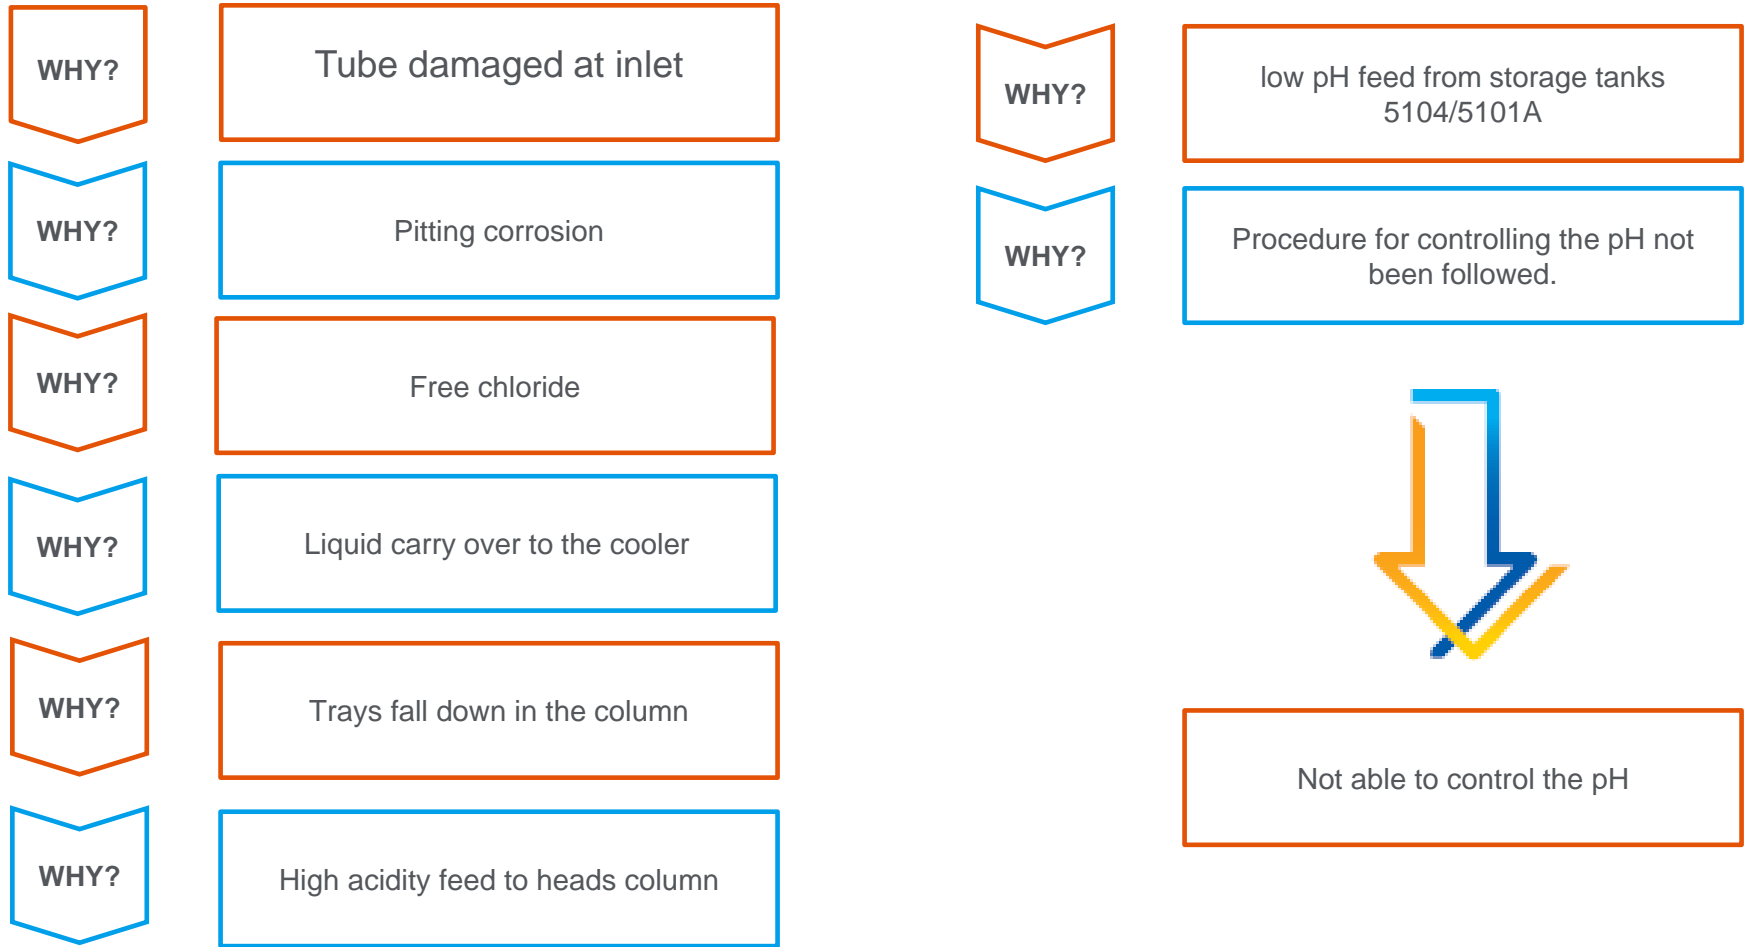 WHY?
Tube damaged at inlet
WHY?
Pitting corrosion
WHY?
Free chloride
WHY?
Liquid carry over to the cooler
WHY?
Trays fall down in the column
WHY?
High acidity feed to heads column
WHY?
low pH feed from storage tanks
5104/5101A
WHY?
Procedure for controlling the pH not
been followed.
Not able to control the pH